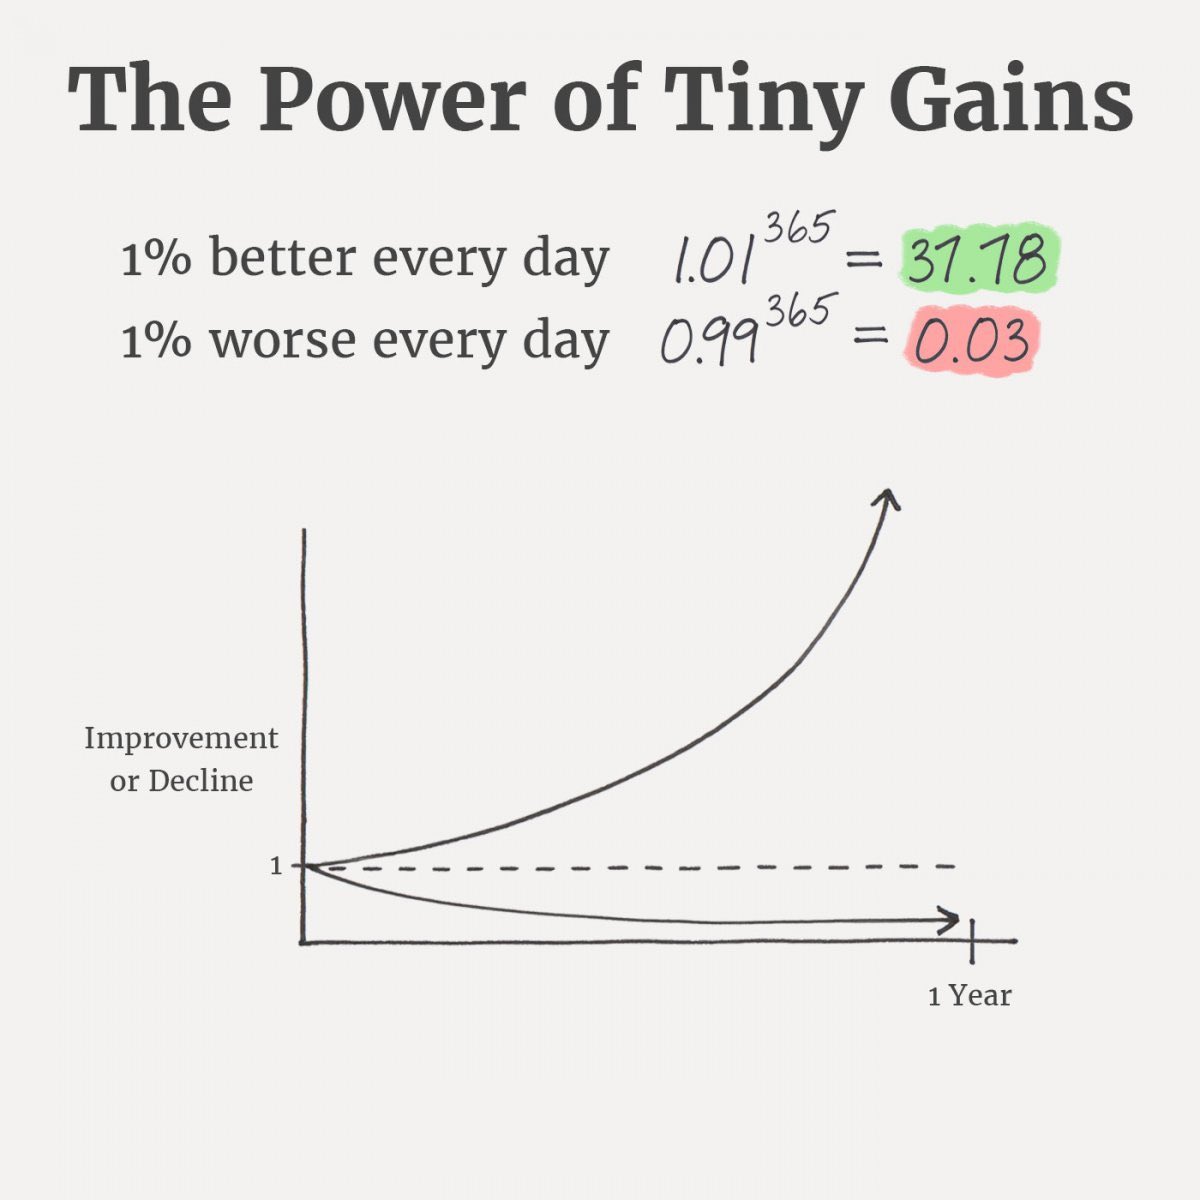 The Power of Tiny Gains
1% better every day 1.01^365 = 37.78
1% worse every day 0.99^365 = 0.03
Improvement
or Decline
1
1 Year